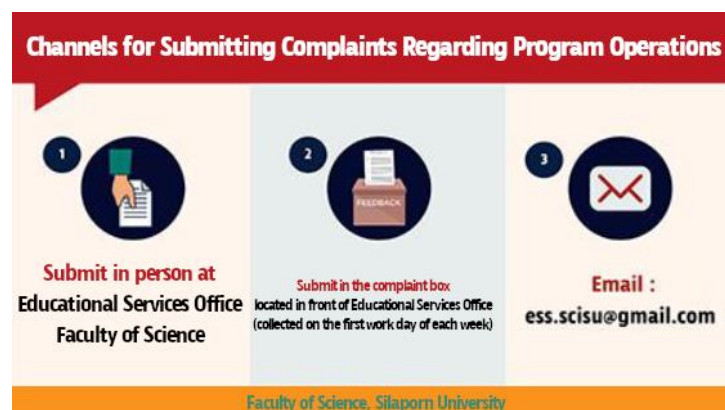 Channels for Submitting Complaints Regarding Program Operations
1
Submit in person at
Educational Services Office
Faculty of Science
2
FEEDBACK
Submit in the complaint box
located in front of Educational Services Office
(collected on the first work day of each week)
3
Email :
ess.scisu@gmail.com
Faculty of Science, Silaporn University